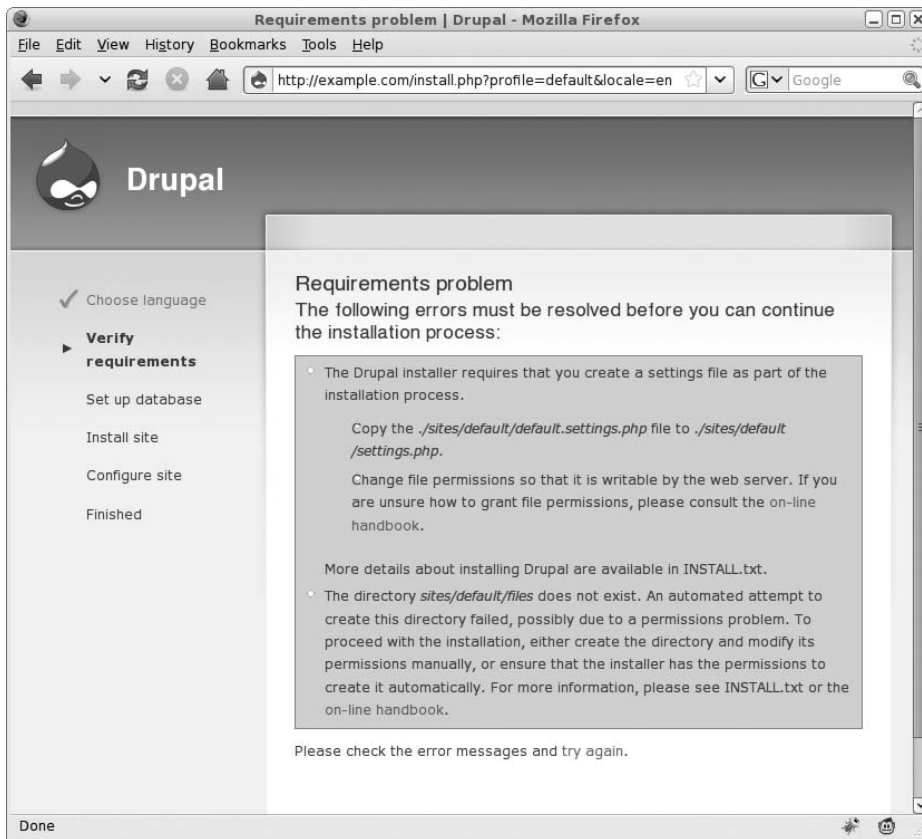 Requirements problem | Drupal - Mozilla Firefox
File Edit View History Bookmarks Tools Help
http://example.com/install.php?profile=default&locale=en
G Google
Drupal
Choose language
Verify
requirements
Set up database
Install site
Configure site
Finished
Requirements problem
The following errors must be resolved before you can continue
the installation process:
The Drupal installer requires that you create a settings file as part of the
installation process.
Copy the ./sites/default/default.settings.php file to ./sites/default
/settings.php.
Change file permissions so that it is writable by the web server. If you
are unsure how to grant file permissions, please consult the on-line
handbook.
More details about installing Drupal are available in INSTALL.txt.
The directory sites/default/files does not exist. An automated attempt to
create this directory failed, possibly due to a permissions problem. To
proceed with the installation, either create the directory and modify its
permissions manually, or ensure that the installer has the permissions to
create it automatically. For more information, please see INSTALL.txt or the
on-line handbook.
Please check the error messages and try again.
Done